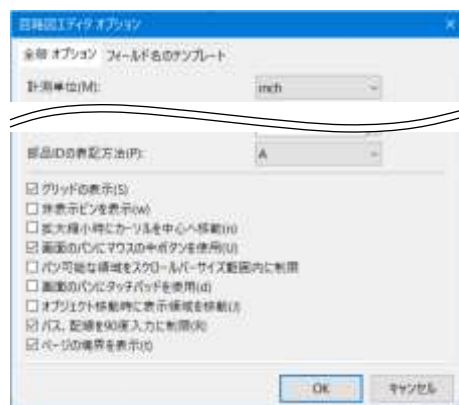 回路図エディタ オプション
全般 オプション フィールド名のテンプレート
計測単位(M): inch
部品IDの表記方法(P): A
グリッドの表示(S)
非表示ピンを表示(w)
拡大縮小時にカーソルを中心へ移動(n)
画面のパンにマウスの中ボタンを使用(U)
パン可能な領域をスクロールバーサイズ範囲内に制限
画面のパンにタッチパッドを使用(d)
オブジェクト移動時に表示領域を移動(J)
バス、配線を90度入力に制限(R)
ページの境界を表示(t)
OK キャンセル